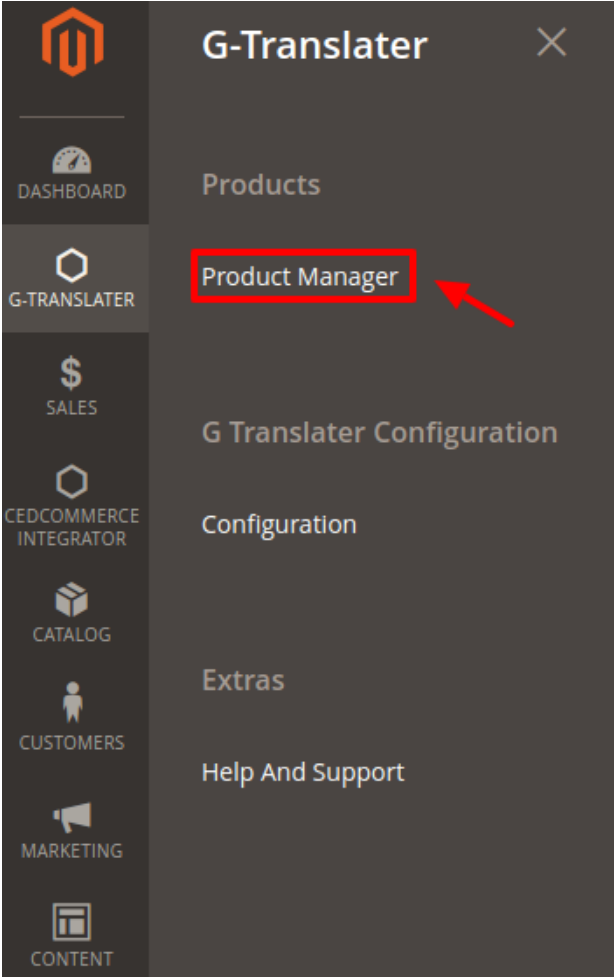 DASHBOARD
G-TRANSLATER
$
SALES
CEDCOMMERCE
INTEGRATOR
CATALOG
CUSTOMERS
MARKETING
CONTENT
G-Translater
Products
Product Manager
G Translater Configuration
Configuration
Extras
Help And Support